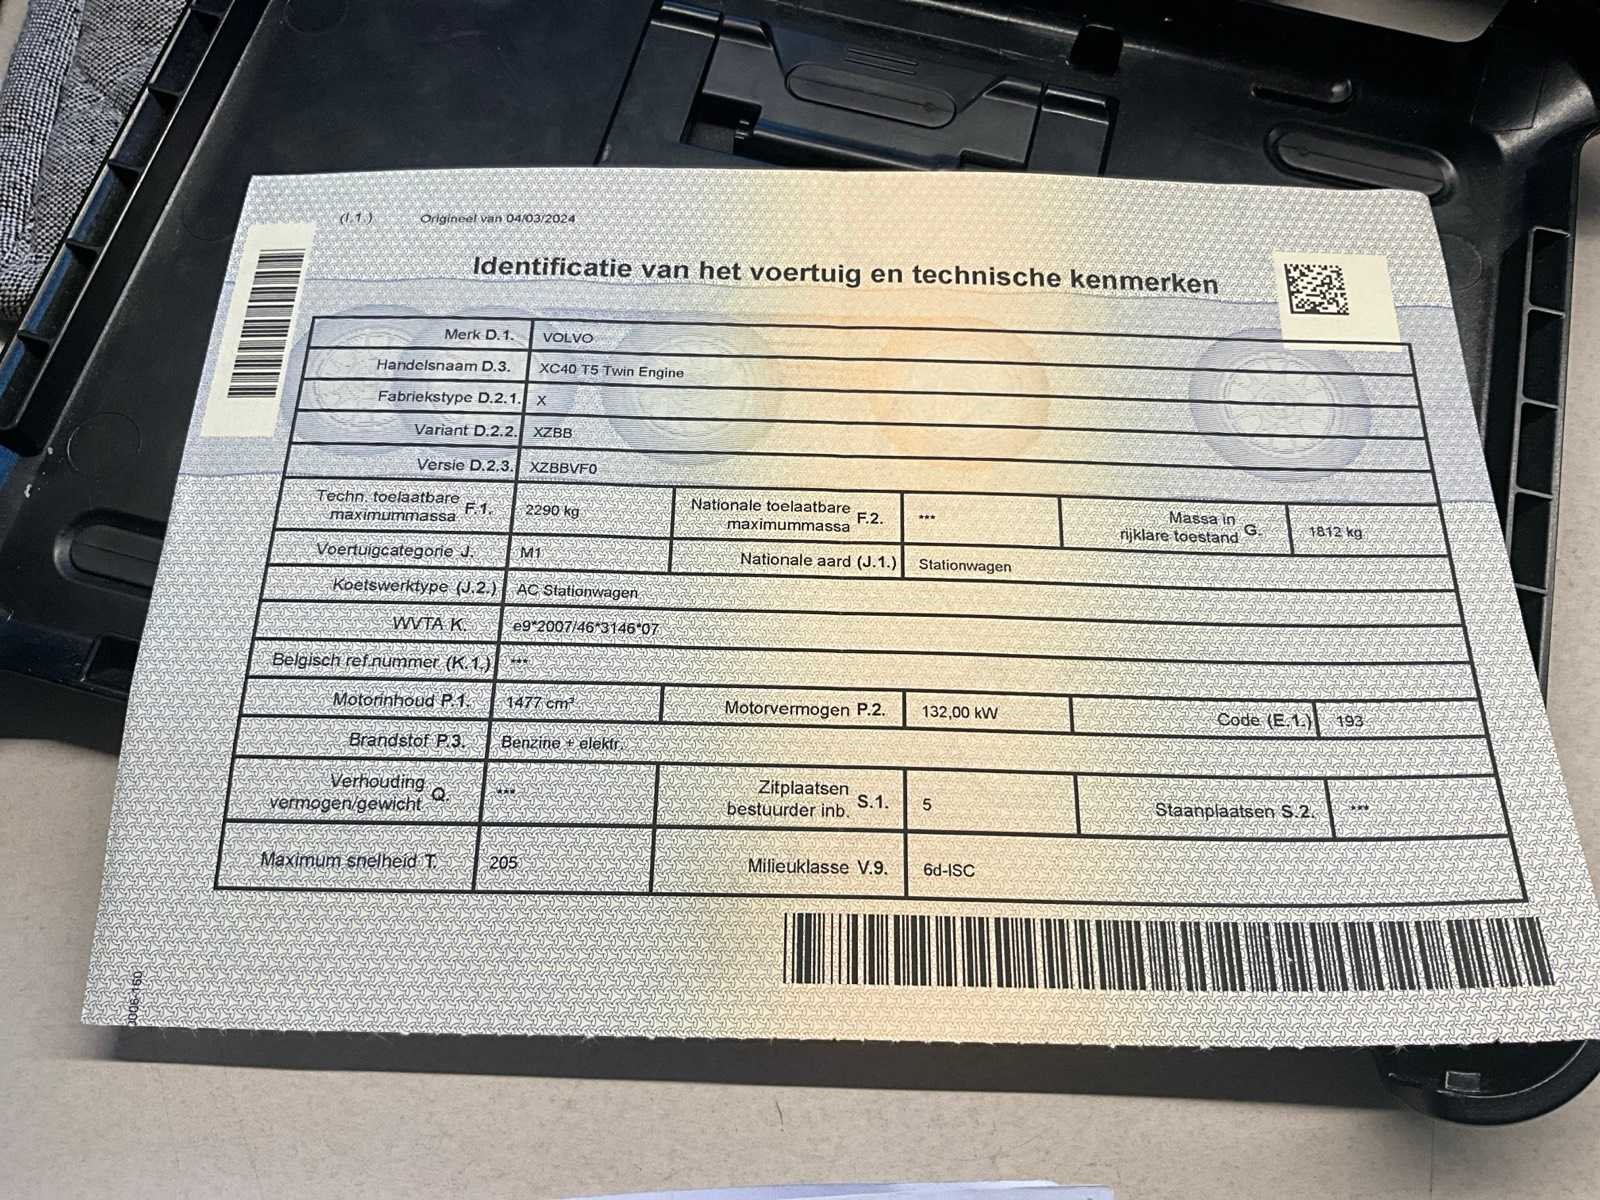 (I.1.) Origineel van 04/03/2024
Identificatie van het voertuig en technische kenmerken
Merk D.1. VOLVO
Handelsnaam D.3. XC40 T5 Twin Engine
Fabriekstype D.2.1. X
Variant D.2.2. XZBB
Versie D.2.3. XZBBVF0
Techn. toelaatbare maximummassa F.1. 2290 kg Nationale toelaatbare maximummassa F.2. *** Massa in rijklare toestand G. 1812 kg
Voertuigcategorie J. M1 Nationale aard (J.1.) Stationwagen
Koetswerktype (J.2.) AC Stationwagen
WVTA K. e9*2007/46*3146*07
Belgisch ref.nummer (K.1.) ***
Motorinhoud P.1. 1477 cm³ Motorvermogen P.2. 132,00 kW Code (E.1.) 193
Brandstof P.3. Benzine + elektr.
Verhouding vermogen/gewicht Q. *** Zitplaatsen bestuurder inb. S.1. 5 Staanplaatsen S.2. ***
Maximum snelheid T. 205 Milieuklasse V.9. 6d-ISC
0006-160